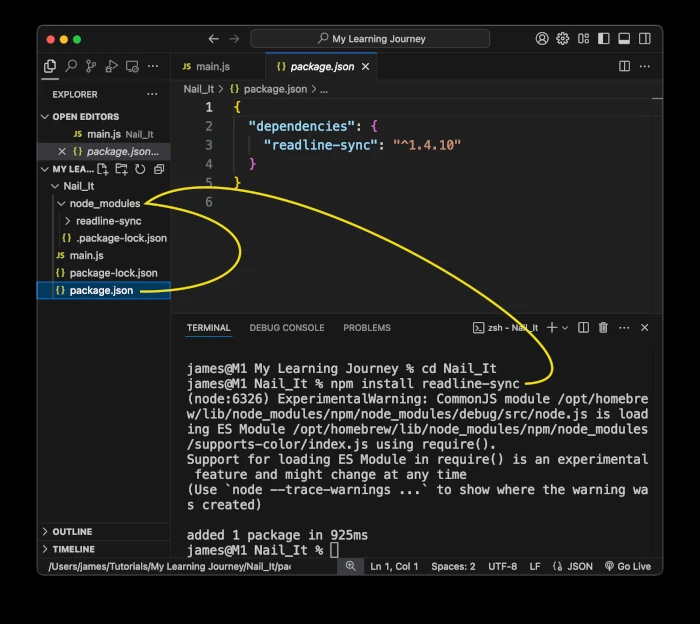 My Learning Journey
EXPLORER
OPEN EDITORS
JS main.js Nail_It
{} package.json...
MY LEA...
Nail_It
node_modules
readline-sync
{} .package-lock.json
JS main.js
{} package-lock.json
{} package.json
OUTLINE
TIMELINE
JS main.js
{} package.json
Nail_It > {} package.json > ...
1 {
2 "dependencies": {
3 "readline-sync": "^1.4.10"
4 }
5 }
6
TERMINAL DEBUG CONSOLE PROBLEMS
zsh - Nail_It
james@M1 My Learning Journey % cd Nail_It
james@M1 Nail_It % npm install readline-sync
(node:6326) ExperimentalWarning: CommonJS module /opt/homebre
w/lib/node_modules/npm/node_modules/debug/src/node.js is load
ing ES Module /opt/homebrew/lib/node_modules/npm/node_modules
/supports-color/index.js using require().
Support for loading ES Module in require() is an experimental
feature and might change at any time
(Use `node --trace-warnings ...` to show where the warning wa
s created)
added 1 package in 925ms
james@M1 Nail_It %
/Users/james/Tutorials/My Learning Journey/Nail_It/pac
Ln 1, Col 1 Spaces: 2 UTF-8 LF {} JSON Go Live